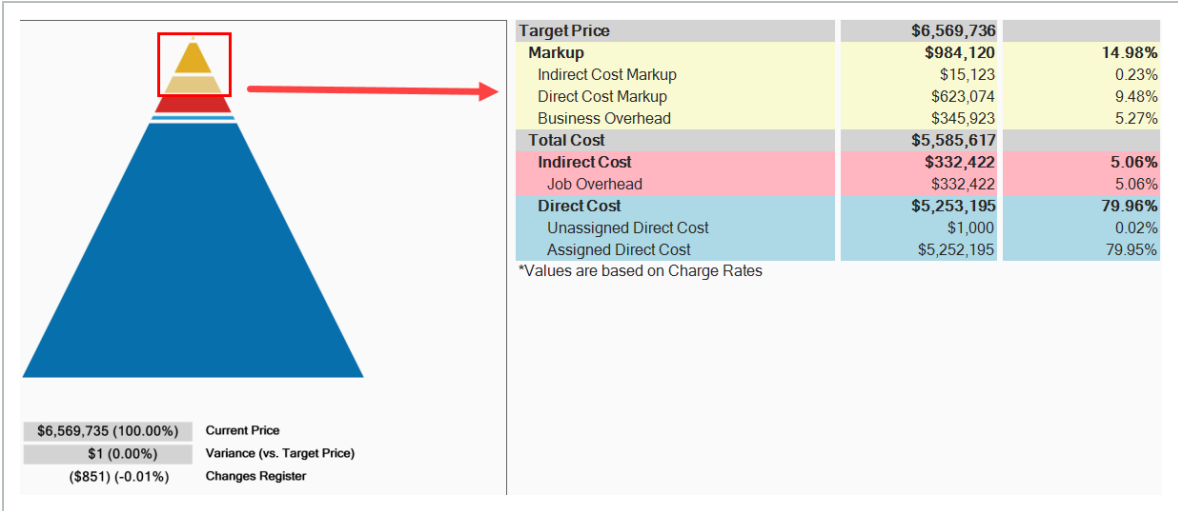 Target Price $6,569,736
Markup $984,120 14.98%
Indirect Cost Markup $15,123 0.23%
Direct Cost Markup $623,074 9.48%
Business Overhead $345,923 5.27%
Total Cost $5,585,617
Indirect Cost $332,422 5.06%
Job Overhead $332,422 5.06%
Direct Cost $5,253,195 79.96%
Unassigned Direct Cost $1,000 0.02%
Assigned Direct Cost $5,252,195 79.95%
*Values are based on Charge Rates
$6,569,735 (100.00%) Current Price
$1 (0.00%) Variance (vs. Target Price)
($851) (-0.01%) Changes Register